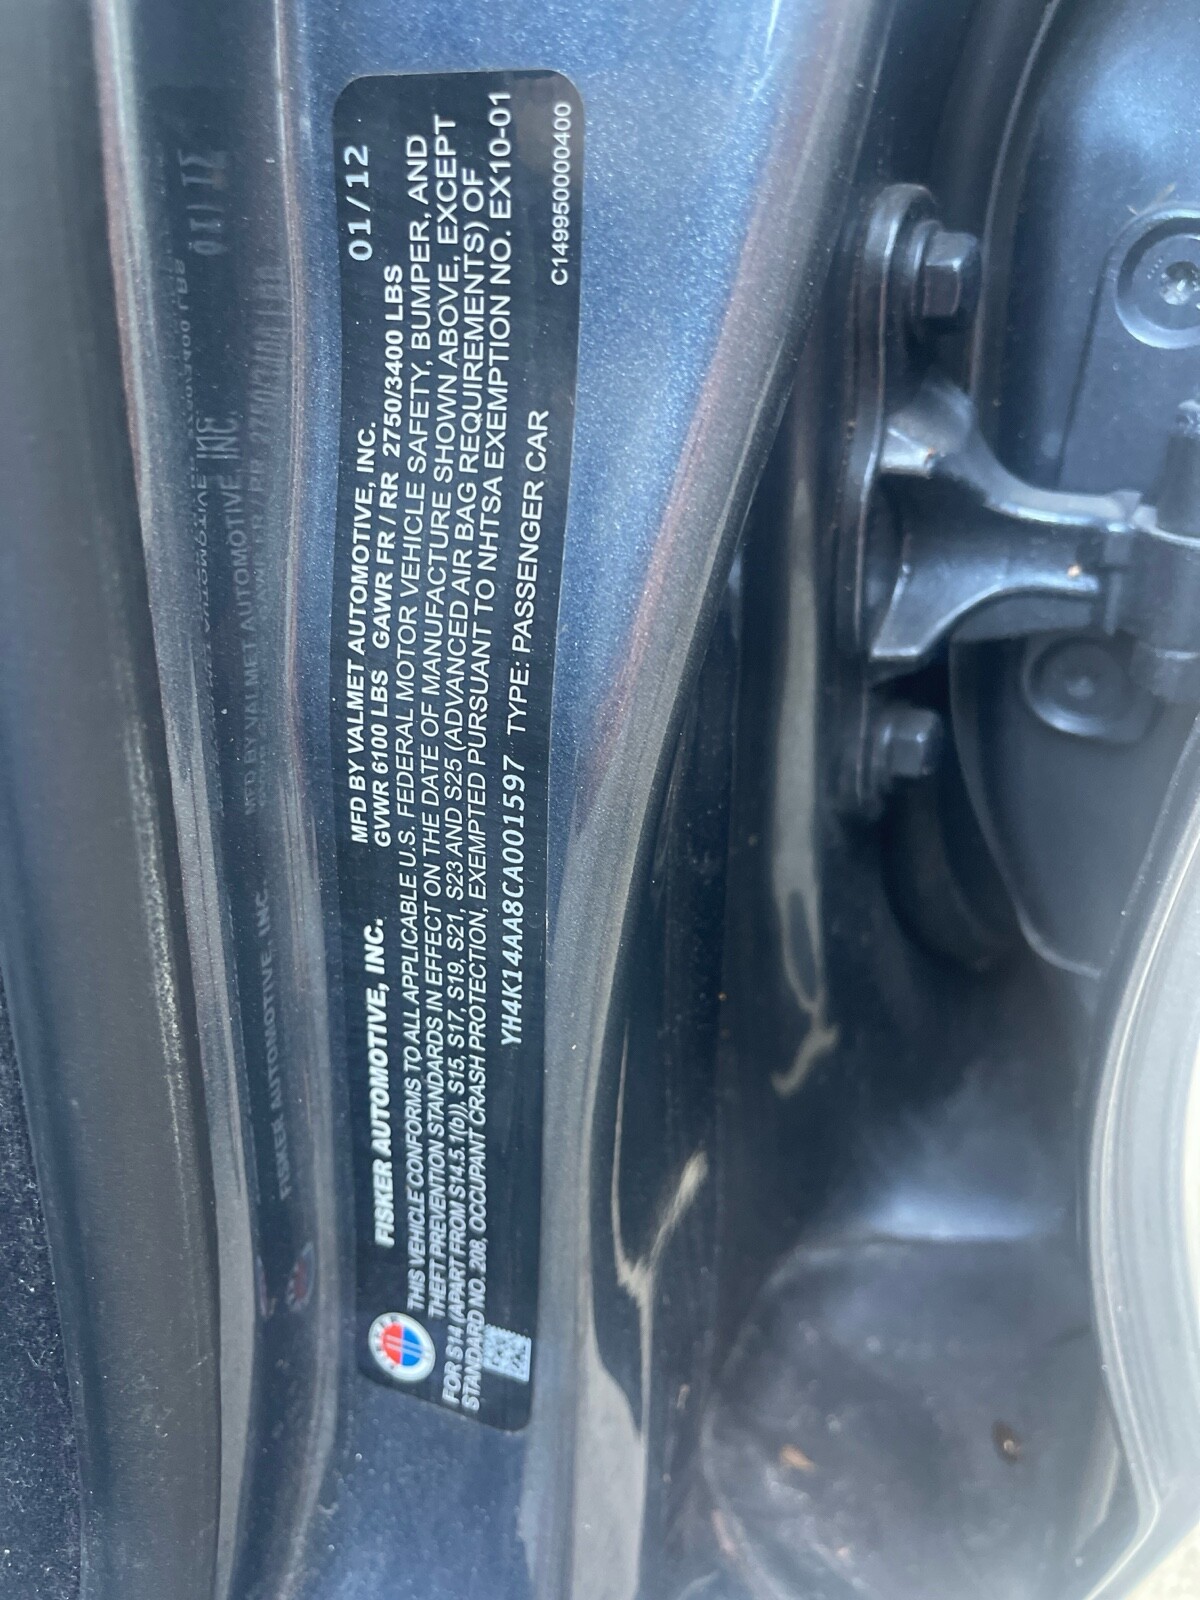 FISKER AUTOMOTIVE, INC. MFD BY VALMET AUTOMOTIVE, INC. 01/12
GVWR 6100 LBS GAWR FR / RR 2750/3400 LBS
THIS VEHICLE CONFORMS TO ALL APPLICABLE U.S. FEDERAL MOTOR VEHICLE SAFETY, BUMPER, AND
THEFT PREVENTION STANDARDS IN EFFECT ON THE DATE OF MANUFACTURE SHOWN ABOVE, EXCEPT
FOR S14 (APART FROM S14.5.1(b)), S15, S17, S19, S21, S23 AND S25 (ADVANCED AIR BAG REQUIREMENTS) OF
STANDARD NO. 208, OCCUPANT CRASH PROTECTION, EXEMPTED PURSUANT TO NHTSA EXEMPTION NO. EX10-01
YH4K14AA8CA001597 TYPE: PASSENGER CAR
C149950000400